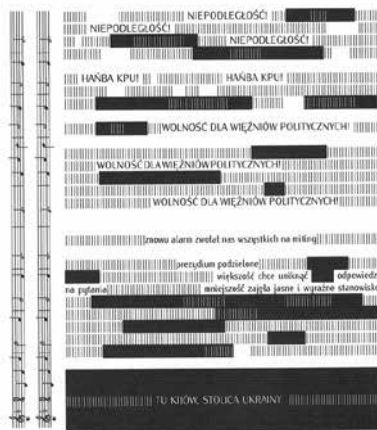 NIEPODLEGŁOŚĆ!
NIEPODLEGŁOŚĆ!
NIEPODLEGŁOŚĆ!
HAŃBA KPU! HAŃBA KPU!
WOLNOŚĆ DLA WIĘŹNIÓW POLITYCZNYCH!
WOLNOŚĆ DLA WIĘŹNIÓW POLITYCZNYCH!
WOLNOŚĆ DLA WIĘŹNIÓW POLITYCZNYCH!
znowu alarm zwołał nas wszystkich na miting
prezydium podzielone
większość chce uniknąć odpowiedzi
na pytania mniejszość zajęła jasne i wyraźne stanowisko
TU KIJÓW, STOLICA UKRAINY